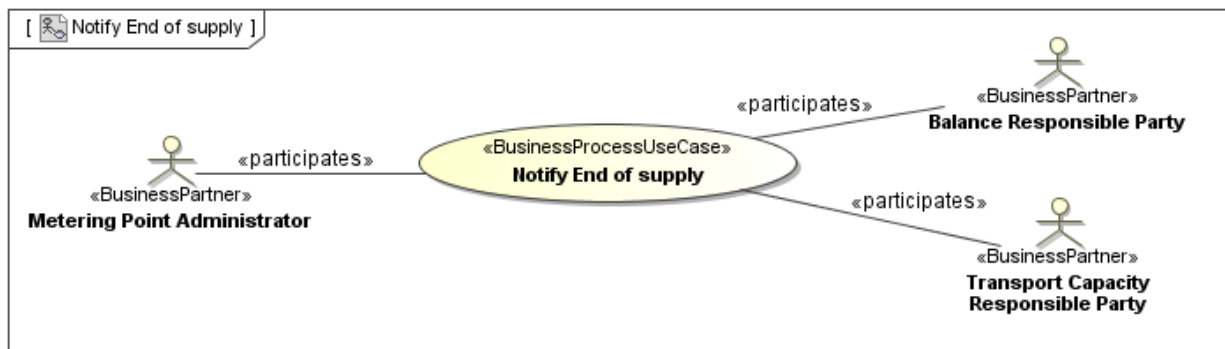 [ Notify End of supply ]
«BusinessPartner»
Balance Responsible Party
«participates»
«BusinessProcessUseCase»
Notify End of supply
«participates»
«BusinessPartner»
Metering Point Administrator
«participates»
«BusinessPartner»
Transport Capacity
Responsible Party